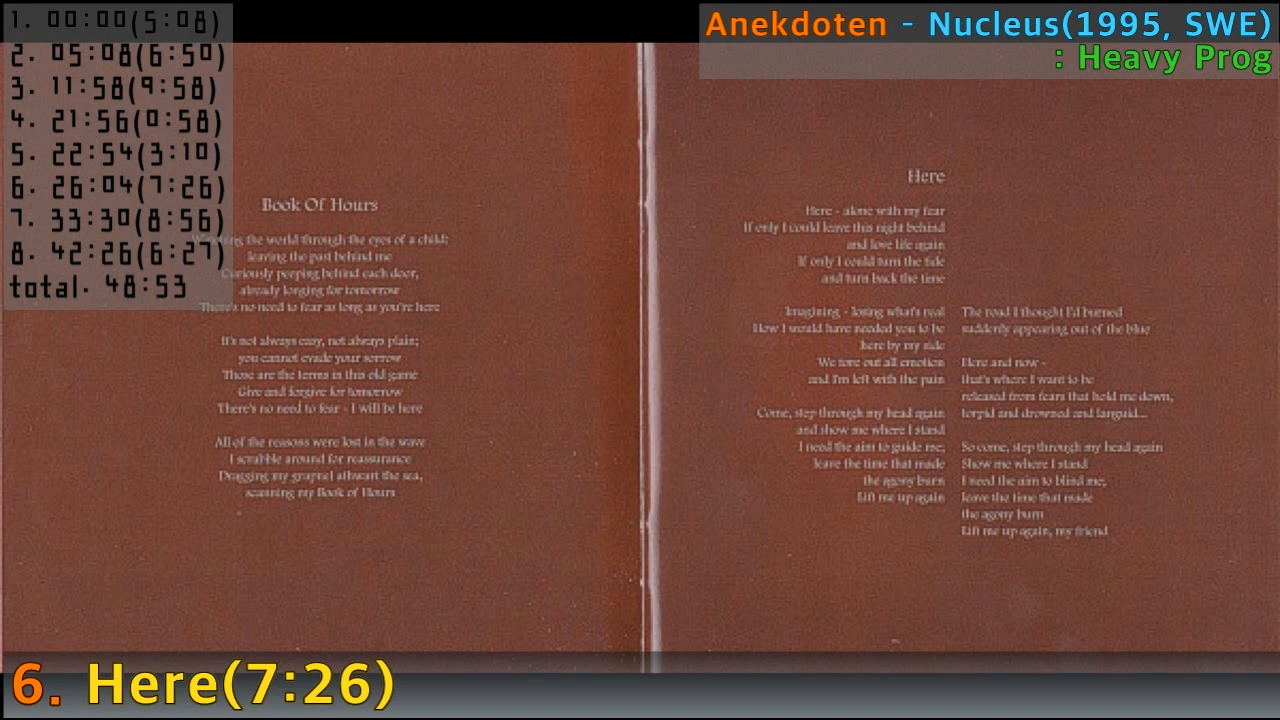 1. 00:00(5:08)
2. 05:08(6:50)
3. 11:58(9:58)
4. 21:56(0:58)
5. 22:54(3:10)
6. 26:04(7:26)
7. 33:30(8:56)
8. 42:26(6:27)
total. 48:53
Anekdoten - Nucleus(1995, SWE)
: Heavy Prog
Book Of Hours
the world through the eyes of a child;
leaving the past behind me
Curiously peeping behind each door,
already longing for tomorrow
There's no need to fear as long as you're here
It's not always easy, not always plain;
you cannot evade your sorrow
Those are the terms in this old game
Give and forgive for tomorrow
There's no need to fear - I will be here
All of the reasons were lost in the wave
I scrabble around for reassurance
Dragging my grapnel athwart the sea,
scanning my Book of Hours
Here
Here - alone with my fear
If only I could leave this night behind
and love life again
If only I could turn the tide
and turn back the time
Imagining - losing what's real
How I would have needed you to be
here by my side
We tore out all emotion
and I'm left with the pain
Come, step through my head again
and show me where I stand
I need the aim to guide me;
leave the time that made
the agony burn
Lift me up again
The road I thought I'd burned
suddenly appearing out of the blue
Here and now -
that's where I want to be
released from fears that hold me down,
torpid and drowned and languid...
So come, step through my head again
Show me where I stand
I need the aim to blind me;
leave the time that made
the agony burn
Lift me up again, my friend
6. Here(7:26)